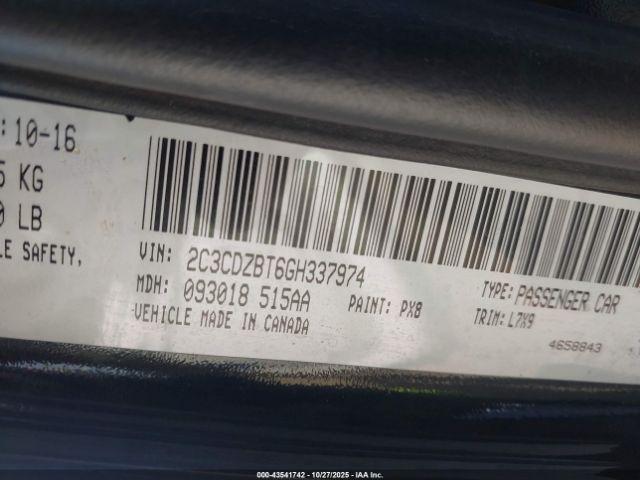 : 10-16
5 KG
0 LB
LE SAFETY,
VIN: 2C3CDZBT6GH337974
MDH: 093018 515AA PAINT: PX8
VEHICLE MADE IN CANADA
TYPE: PASSENGER CAR
TRIM: L7X9
4658843
000-43541742 | 10/27/2025 | IAA Inc.